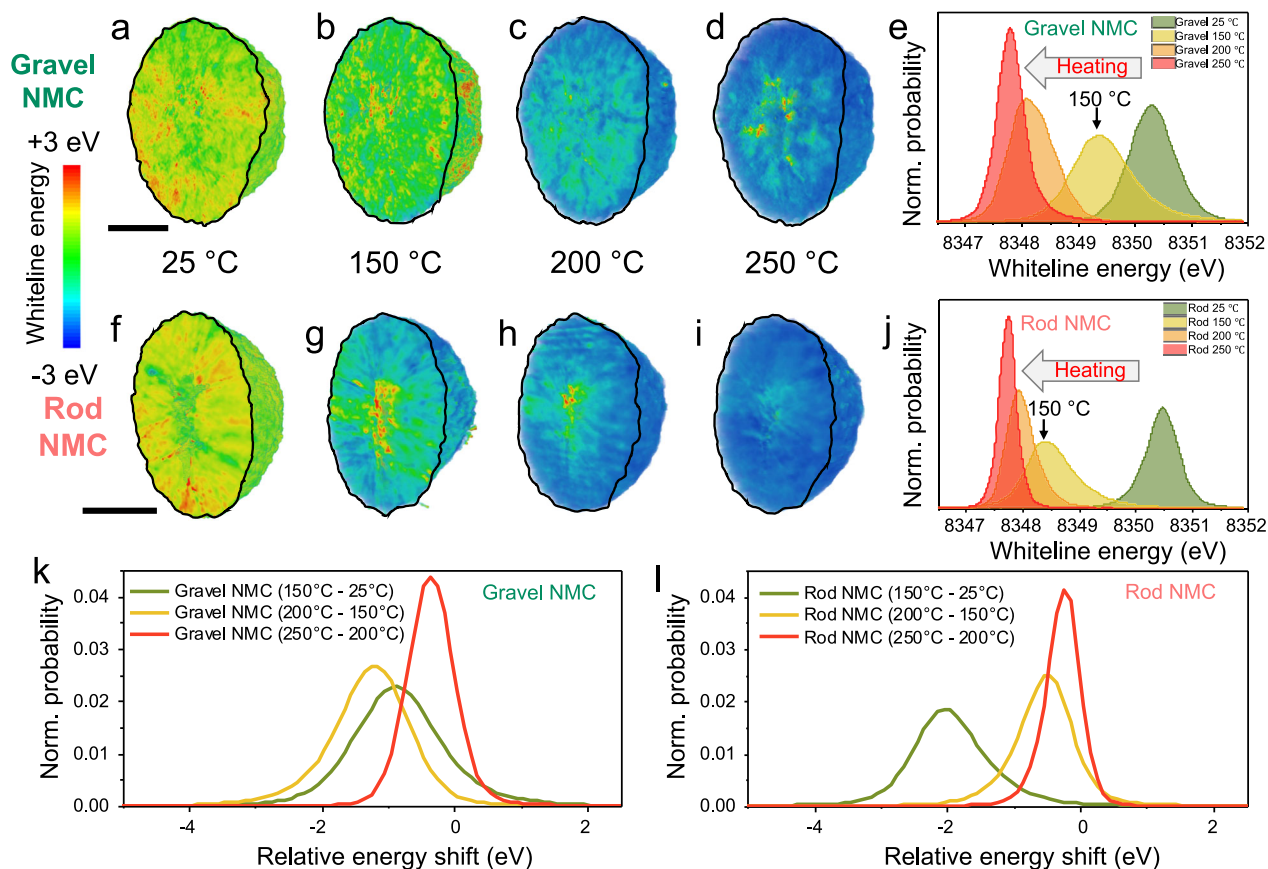 a
b
c
d
e
Gravel
NMC
+3 eV
Whiteline energy
-3 eV
Rod
NMC
25 °C
150 °C
200 °C
250 °C
f
g
h
i
j
Gravel NMC
Gravel 25 °C
Gravel 150 °C
Gravel 200 °C
Gravel 250 °C
Heating
150 °C
Norm. probability
8347 8348 8349 8350 8351 8352
Whiteline energy (eV)
Rod NMC
Rod 25 °C
Rod 150 °C
Rod 200 °C
Rod 250 °C
Heating
150 °C
Norm. probability
8347 8348 8349 8350 8351 8352
Whiteline energy (eV)
k
Gravel NMC (150°C - 25°C)
Gravel NMC (200°C - 150°C)
Gravel NMC (250°C - 200°C)
Gravel NMC
Norm. probability
0.04
0.03
0.02
0.01
0.00
-4 -2 0 2
Relative energy shift (eV)
l
Rod NMC (150°C - 25°C)
Rod NMC (200°C - 150°C)
Rod NMC (250°C - 200°C)
Rod NMC
Norm. probability
0.04
0.03
0.02
0.01
0.00
-4 -2 0 2
Relative energy shift (eV)